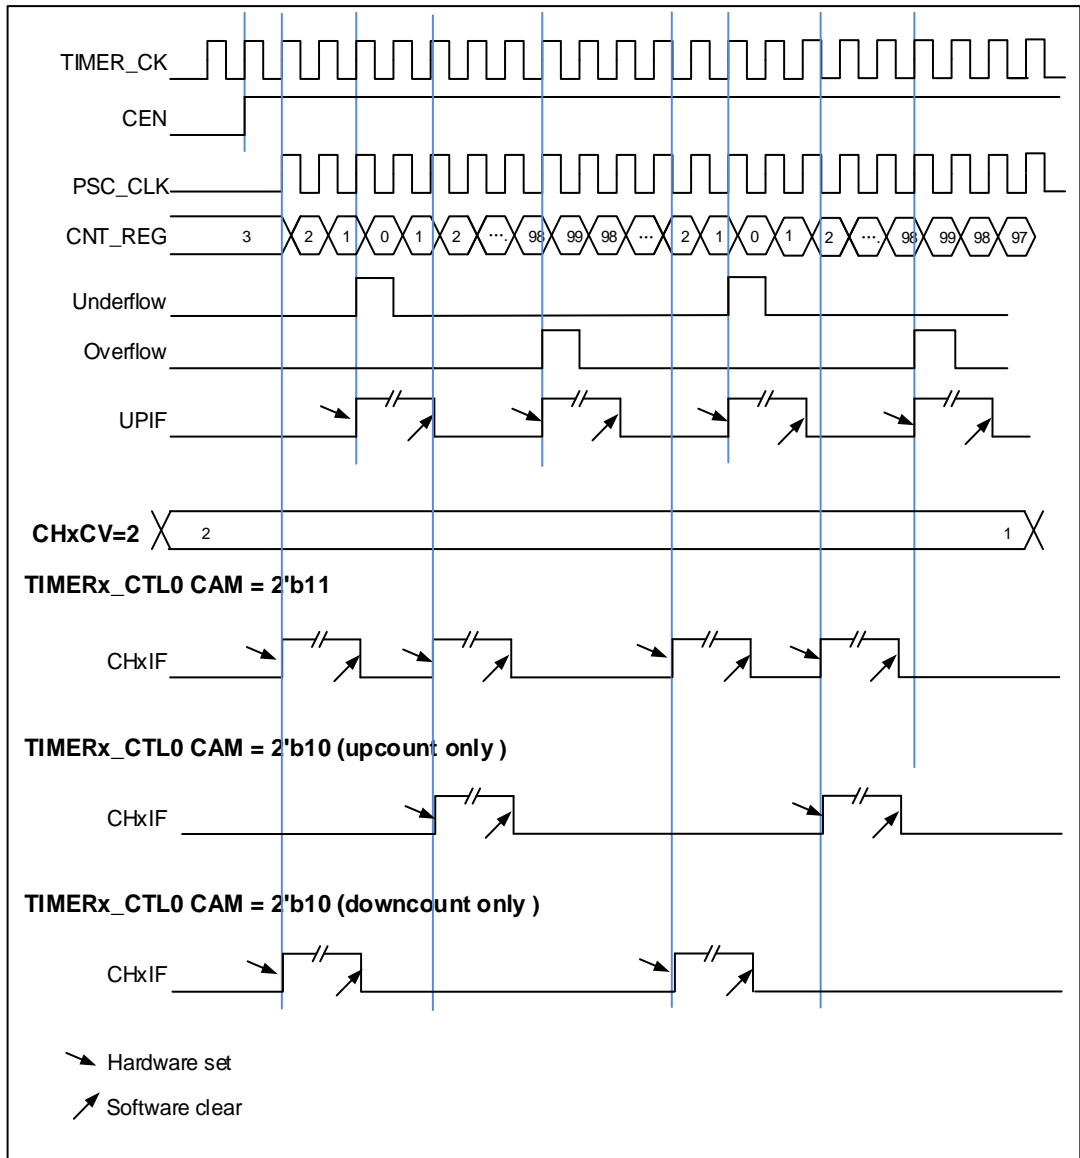 TIMER_CK
CEN
PSC_CLK
CNT_REG 3 2 1 0 1 2 .... 98 99 98 ... 2 1 0 1 2 .... 98 99 98 97
Underflow
Overflow
UPIF
CHxCV=2 2 1
TIMERx_CTL0 CAM = 2'b11
CHxIF
TIMERx_CTL0 CAM = 2'b10 (upcount only )
CHxIF
TIMERx_CTL0 CAM = 2'b10 (downcount only )
CHxIF
Hardware set
Software clear